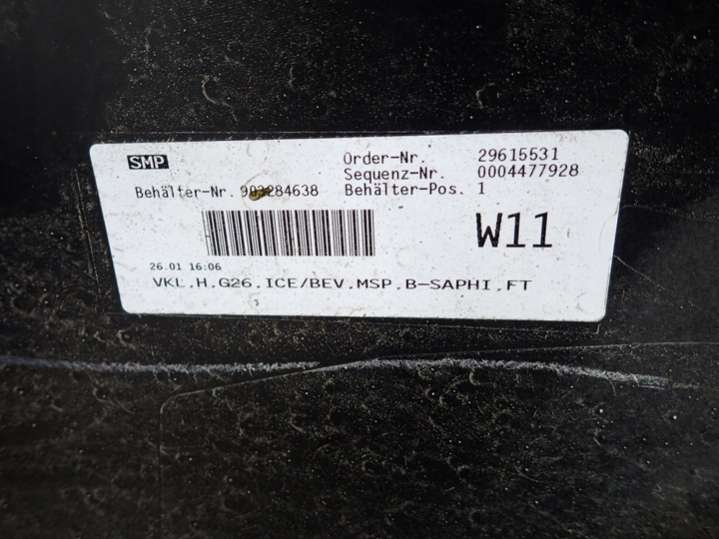 SMP
Order-Nr. 29615531
Sequenz-Nr. 0004477928
Behälter-Nr. 903284638 Behälter-Pos. 1
W11
26.01 16:06
VKL.H.G26.ICE/BEV.MSP.B-SAPHI.FT